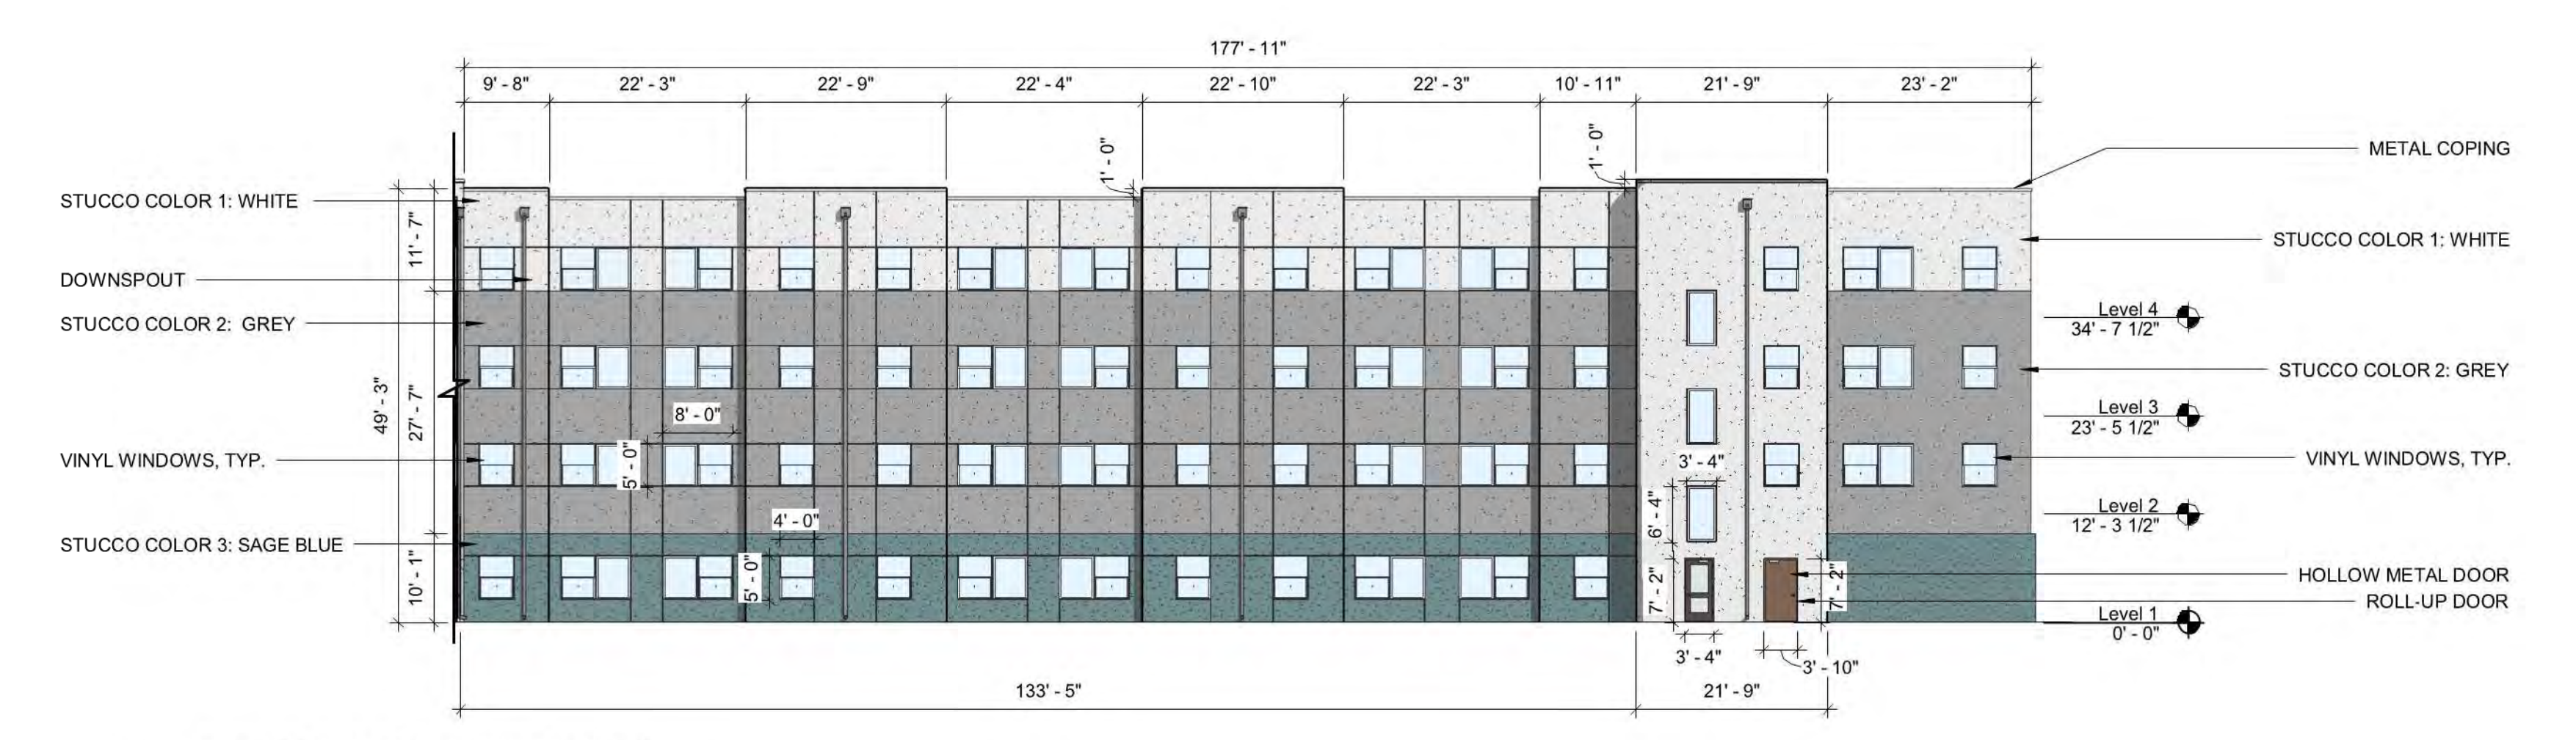 177' - 11"
9' - 8"
22' - 3"
22' - 9"
22' - 4"
22' - 10"
22' - 3"
10' - 11"
21' - 9"
23' - 2"
1' - 0"
1' - 0"
METAL COPING
STUCCO COLOR 1: WHITE
11' - 7"
STUCCO COLOR 1: WHITE
DOWNSPOUT
STUCCO COLOR 2: GREY
Level 4
34' - 7 1/2"
STUCCO COLOR 2: GREY
49' - 3"
27' - 7"
8' - 0"
Level 3
23' - 5 1/2"
VINYL WINDOWS, TYP.
5' - 0"
3' - 4"
VINYL WINDOWS, TYP.
4' - 0"
6' - 4"
Level 2
12' - 3 1/2"
STUCCO COLOR 3: SAGE BLUE
10' - 1"
5' - 0"
7' - 2"
7' - 2"
HOLLOW METAL DOOR
ROLL-UP DOOR
Level 1
0' - 0"
3' - 4"
3' - 10"
133' - 5"
21' - 9"